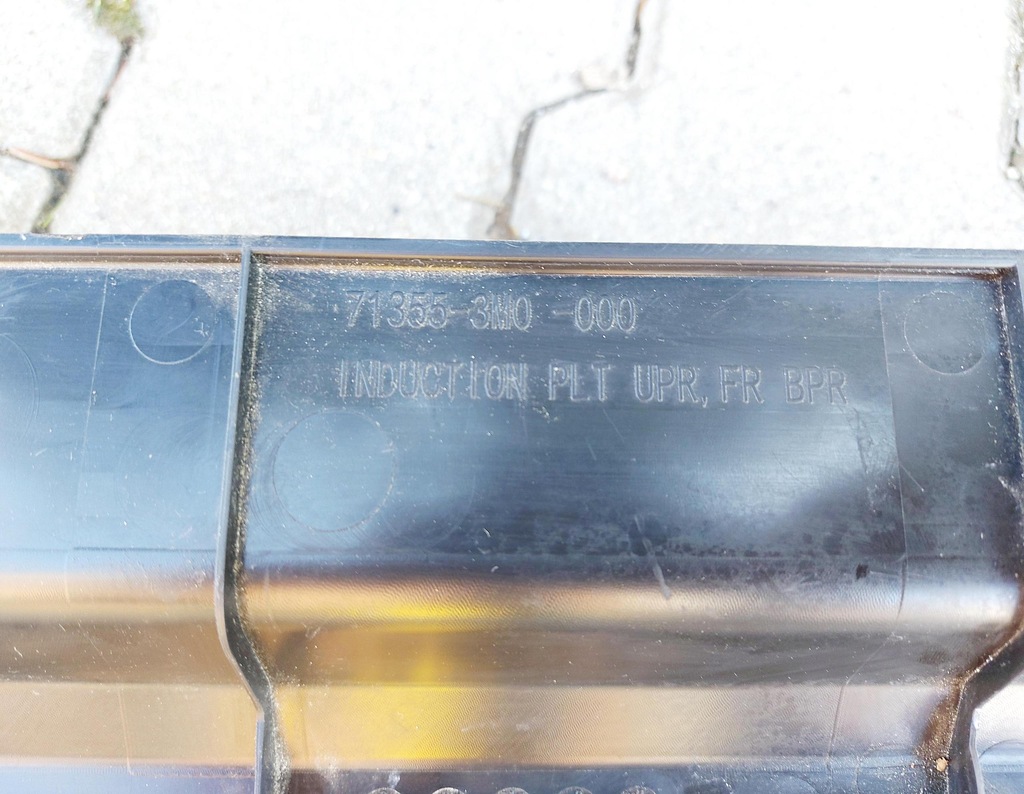 71355-3M0 -000
INDUCTION PLT UPR, FR BPR